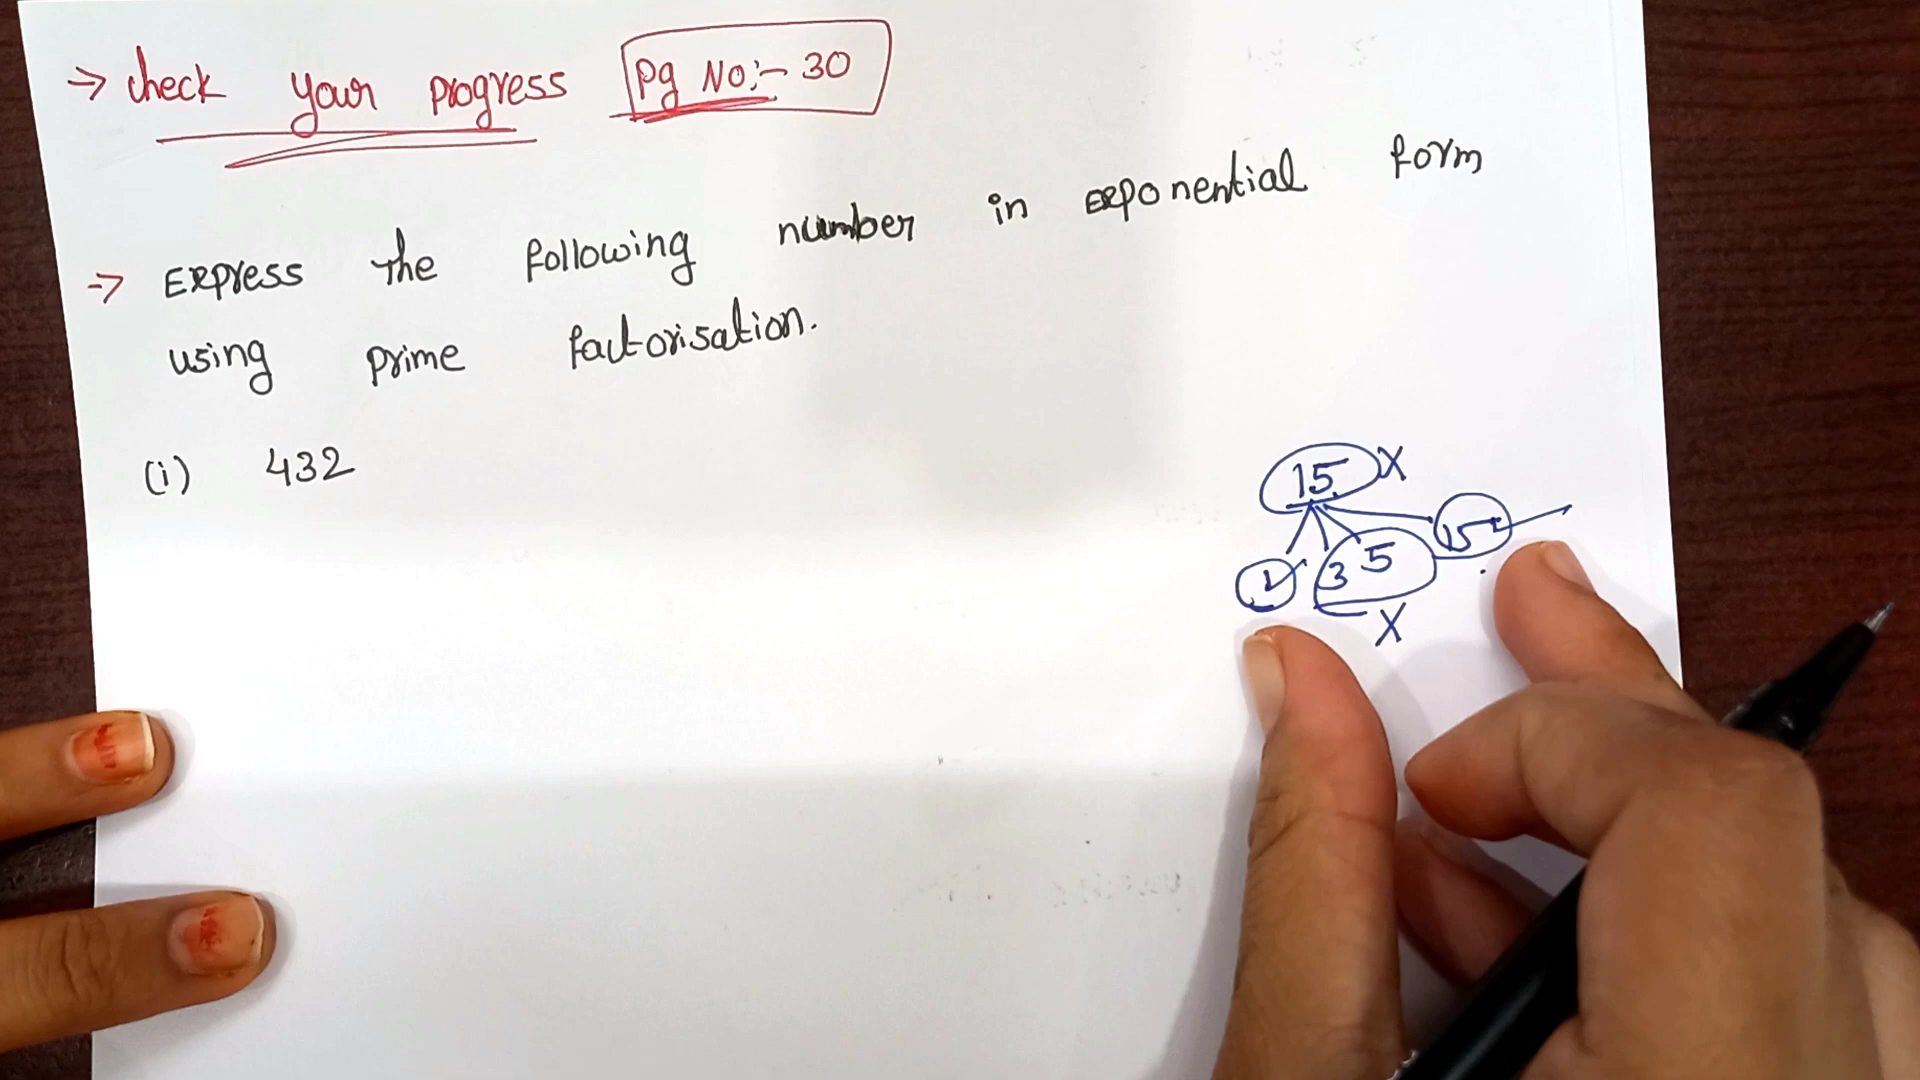 → check your progress Pg No:- 30
→ Express the following number in exponential form
using prime factorisation.
(i) 432
15 X
1 3 5 15
X